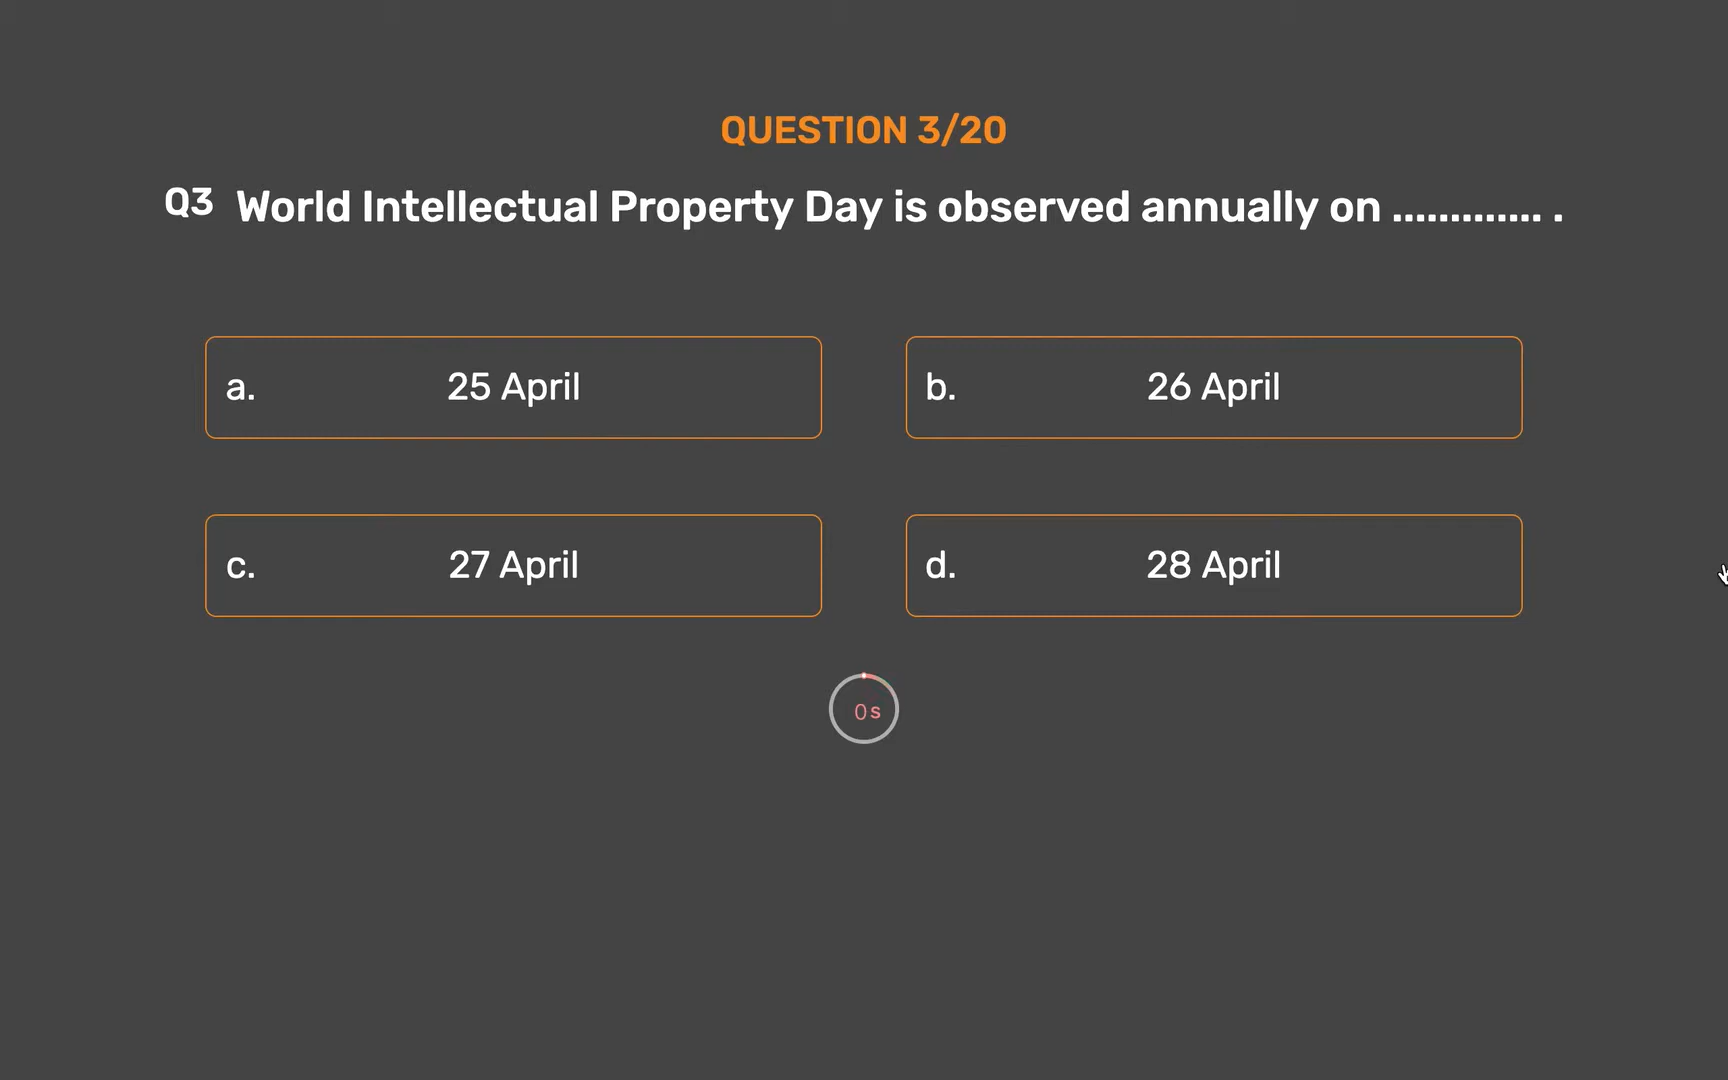 QUESTION 3/20
Q3 World Intellectual Property Day is observed annually on ............. .
a. 25 April
b. 26 April
c. 27 April
d. 28 April
0s